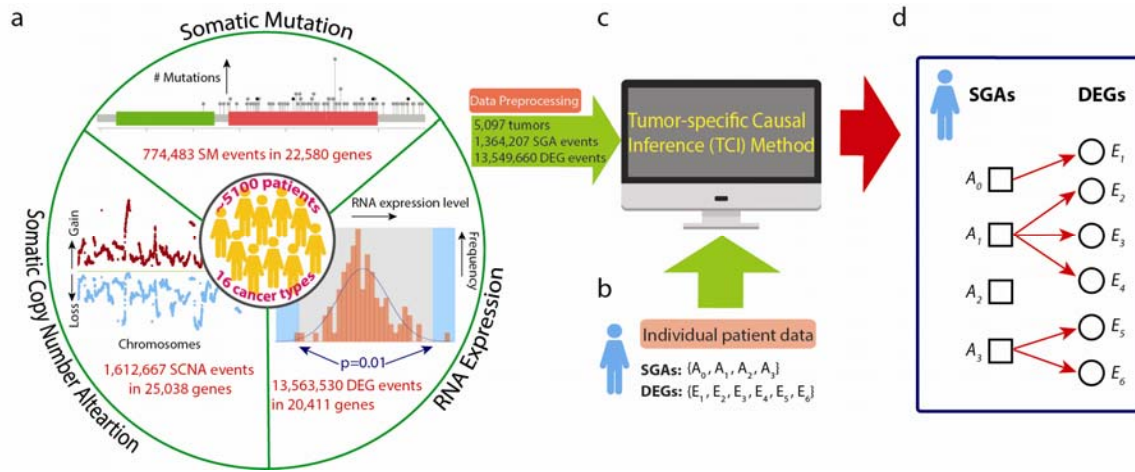 a
Somatic Mutation
# Mutations
774,483 SM events in 22,580 genes
Somatic Copy Number Alteartion
Gain
Loss
Chromosomes
1,612,667 SCNA events
in 25,038 genes
~5100 patients
16 cancer types
RNA Expression
RNA expression level
Frequency
p=0.01
13,563,530 DEG events
in 20,411 genes
Data Preprocessing
5,097 tumors
1,364,207 SGA events
13,549,660 DEG events
c
Tumor-specific Causal
Inference (TCI) Method
b
Individual patient data
SGAs: {A₀, A₁, A₂, A₃}
DEGs: {E₁, E₂, E₃, E₄, E₅, E₆}
d
SGAs DEGs
A₀
A₁
A₂
A₃
E₁
E₂
E₃
E₄
E₅
E₆